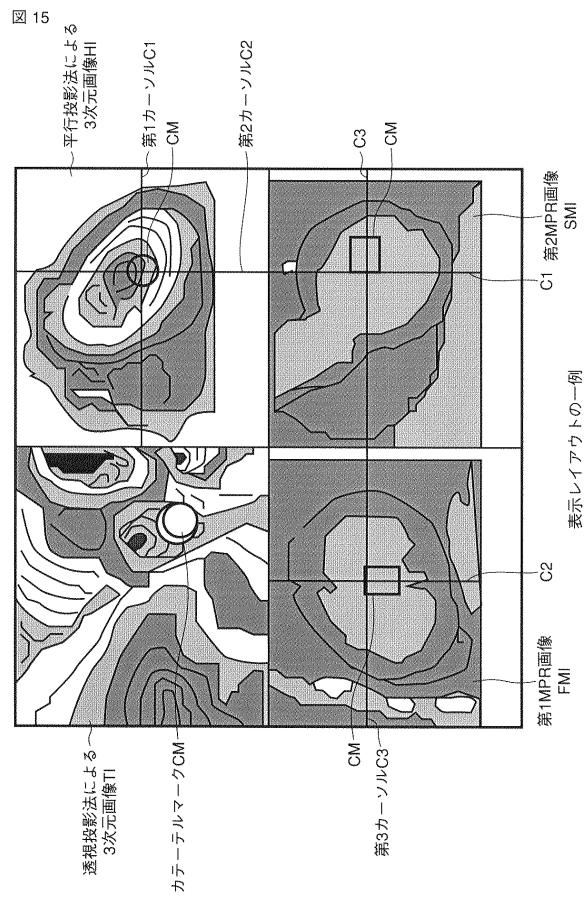 図 15
平行投影法による
3次元画像HI
第1カーソルC1
CM
第2カーソルC2
C3
CM
第2MPR画像
SMI
C1
透視投影法による
3次元画像TI
カテーテルマークCM
CM
第3カーソルC3
第1MPR画像
FMI
C2
表示レイアウトの一例